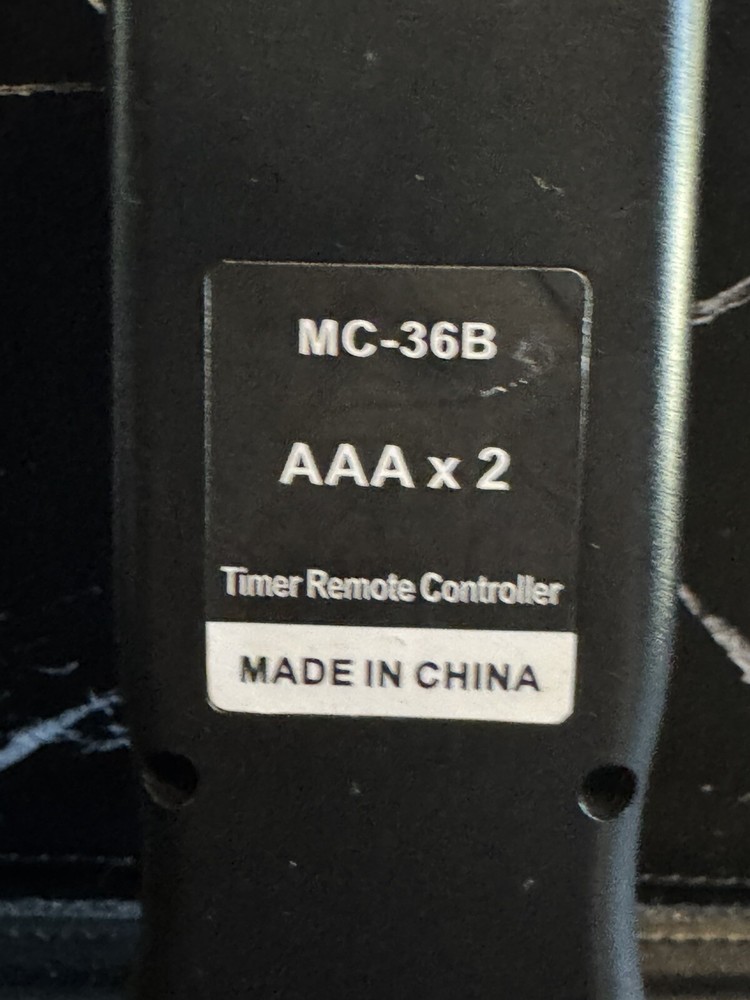 MC-36B
AAA x 2
Timer Remote Controller
MADE IN CHINA